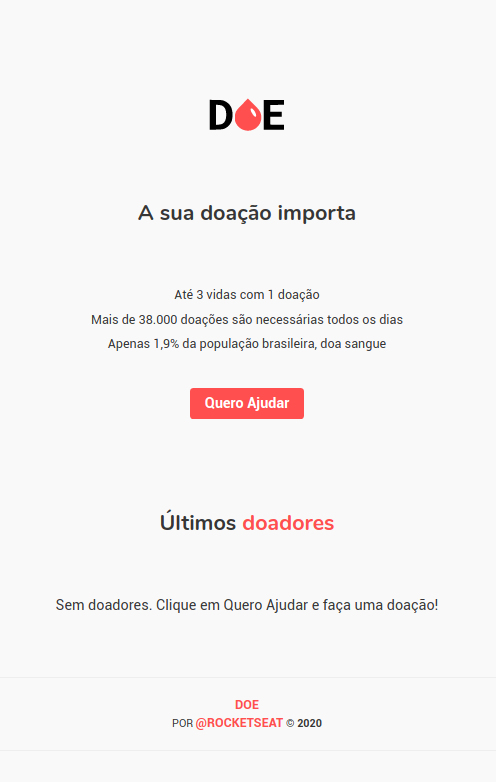 DOE
A sua doação importa
Até 3 vidas com 1 doação
Mais de 38.000 doações são necessárias todos os dias
Apenas 1,9% da população brasileira, doa sangue
Quero Ajudar
Últimos doadores
Sem doadores. Clique em Quero Ajudar e faça uma doação!
DOE
POR @ROCKETSEAT © 2020